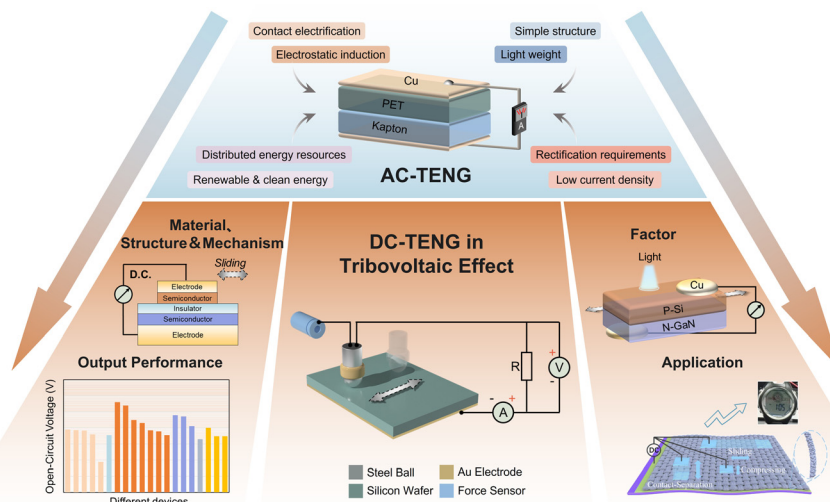 Contact electrification
Simple structure
Electrostatic induction
Light weight
Cu
PET
Kapton
A
Distributed energy resources
Rectification requirements
Renewable & clean energy
Low current density
AC-TENG
Material、
Structure & Mechanism
D.C.
Sliding
Electrode
Semiconductor
Insulator
Semiconductor
Electrode
Output Performance
Open-Circuit Voltage (V)
Different devices
DC-TENG in
Tribovoltaic Effect
R
+
V
-
- A +
Steel Ball
Au Electrode
Silicon Wafer
Force Sensor
Factor
Light
Cu
P-Si
N-GaN
Application
DC
Sliding
Compressing
Contact-Separation